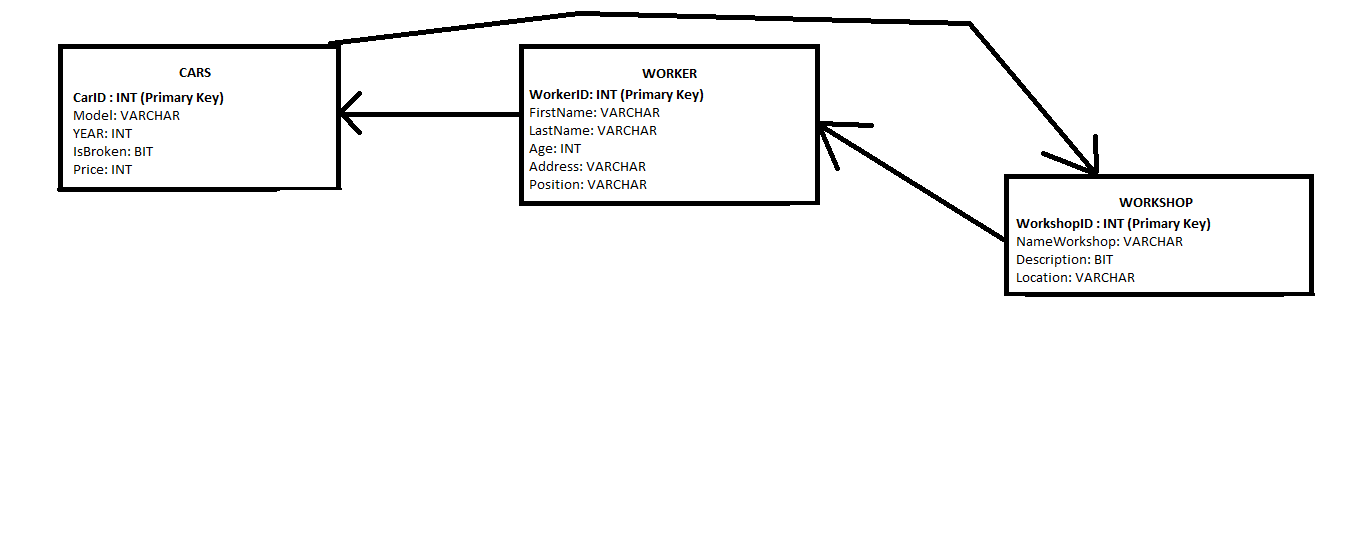 CARS
CarID : INT (Primary Key)
Model: VARCHAR
YEAR: INT
IsBroken: BIT
Price: INT
WORKER
WorkerID: INT (Primary Key)
FirstName: VARCHAR
LastName: VARCHAR
Age: INT
Address: VARCHAR
Position: VARCHAR
WORKSHOP
WorkshopID : INT (Primary Key)
NameWorkshop: VARCHAR
Description: BIT
Location: VARCHAR